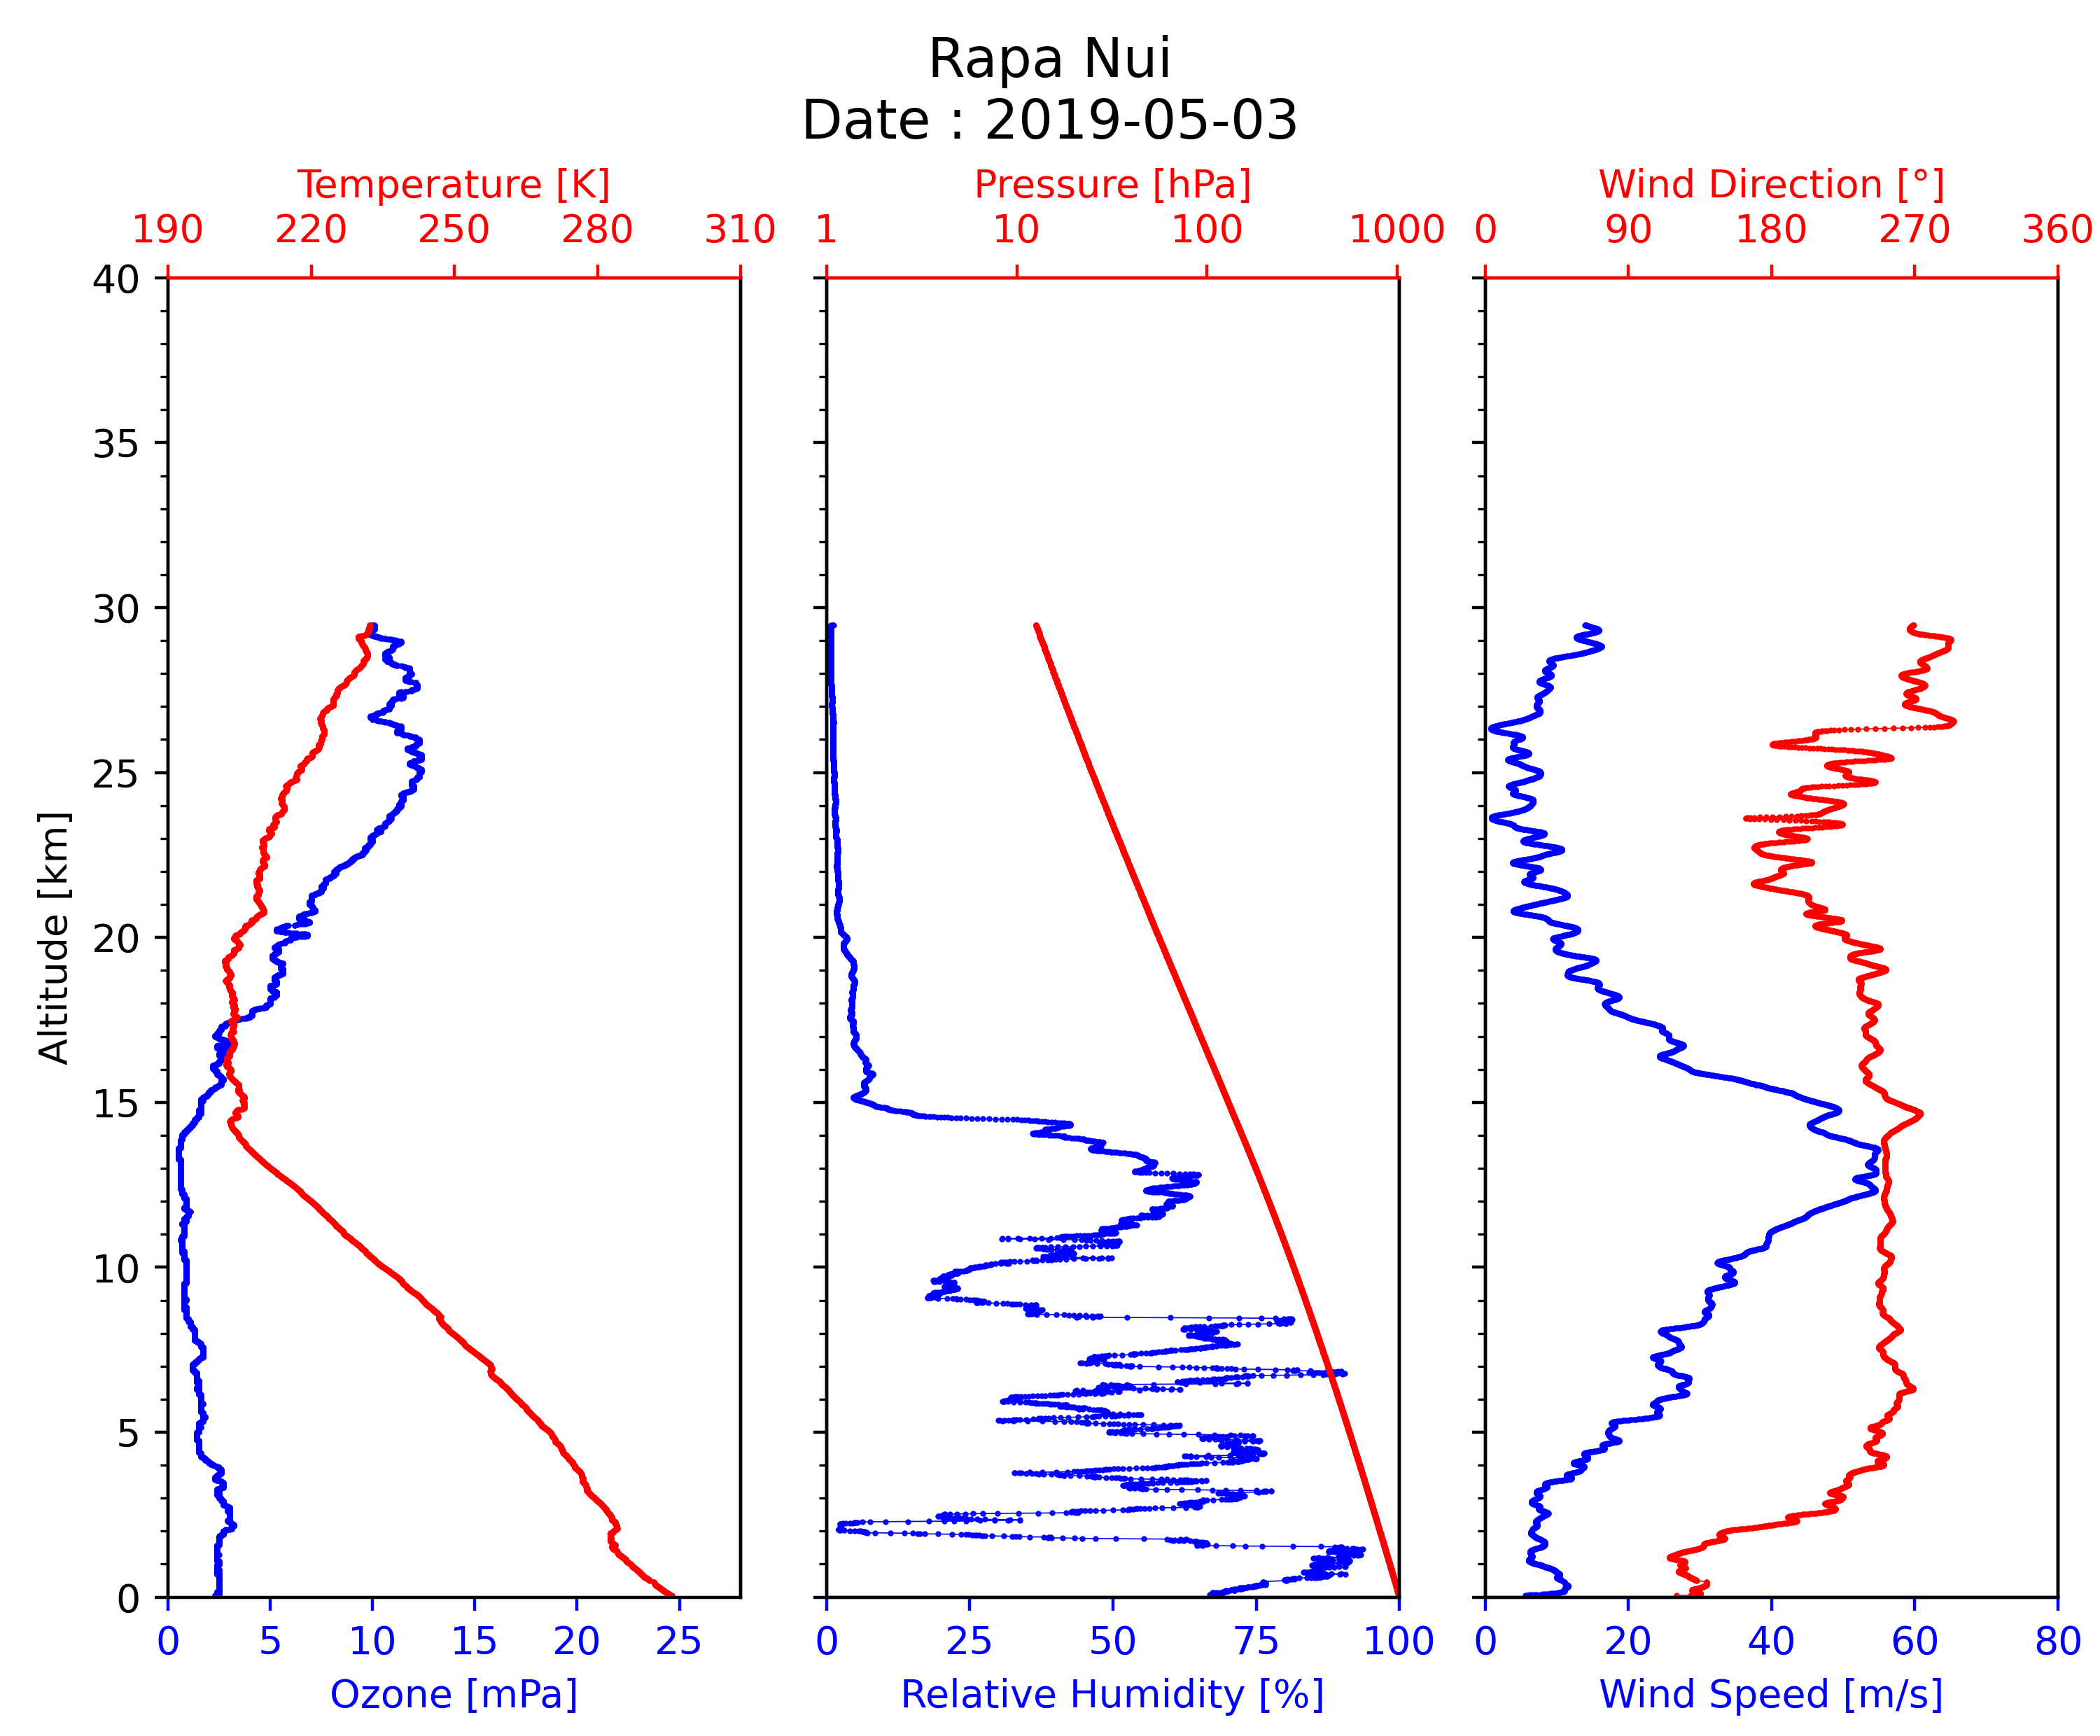 Rapa Nui
Date : 2019-05-03
Temperature [K]
190 220 250 280 310
Pressure [hPa]
1 10 100 1000
Wind Direction [°]
0 90 180 270 360
Altitude [km]
40
35
30
25
20
15
10
5
0
0 5 10 15 20 25
Ozone [mPa]
0 25 50 75 100
Relative Humidity [%]
0 20 40 60 80
Wind Speed [m/s]